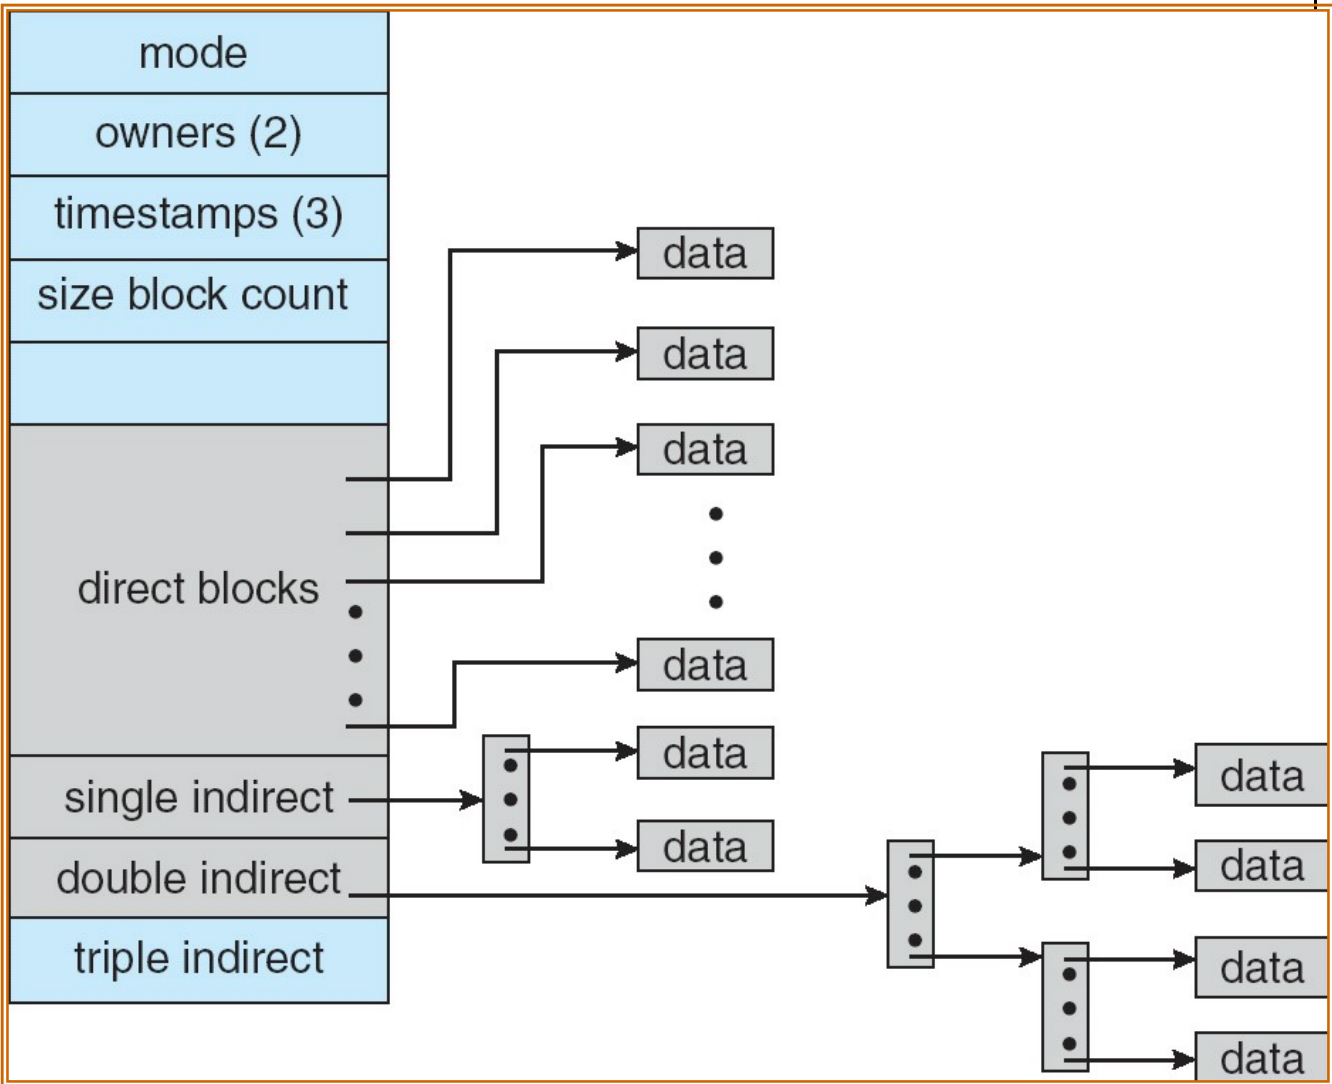 mode
owners (2)
timestamps (3)
size block count
direct blocks
single indirect
double indirect
triple indirect
data
data
data
data
data
data
data
data
data
data